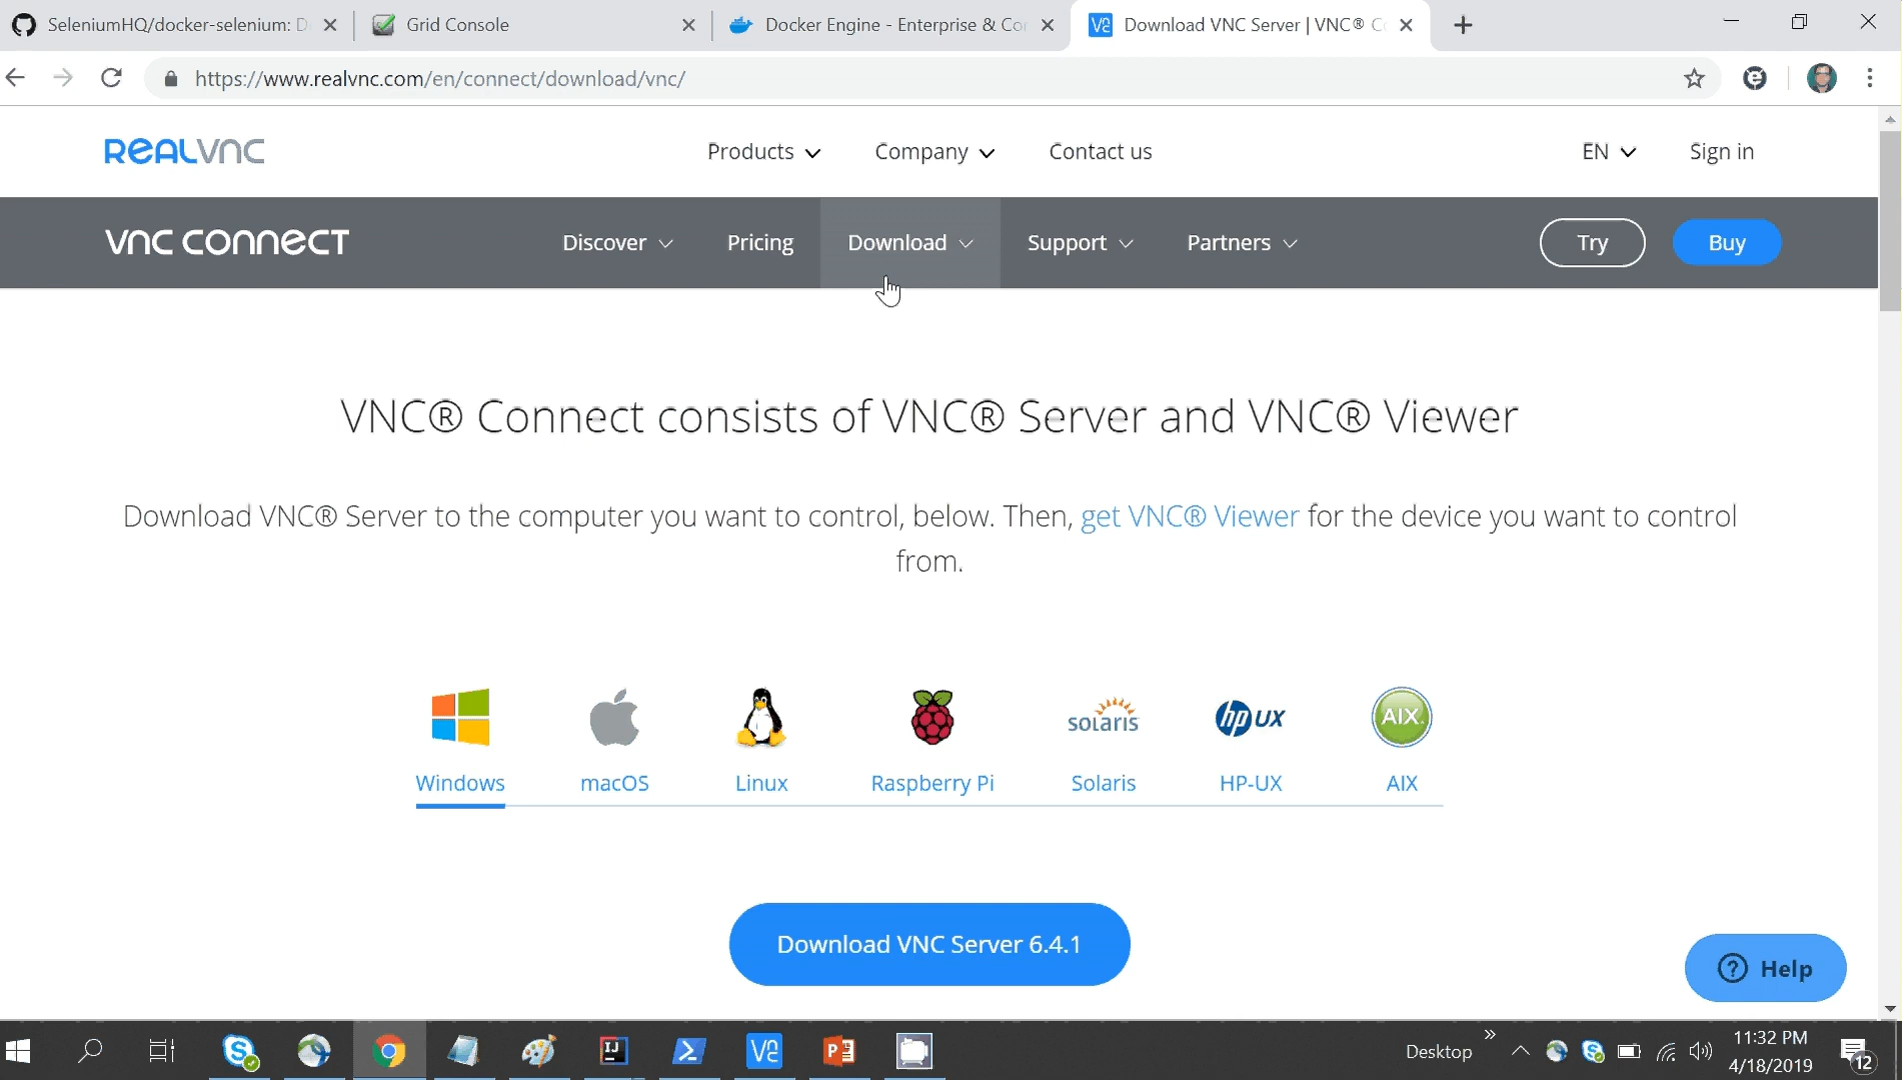 SeleniumHQ/docker-selenium: D
Grid Console
Docker Engine - Enterprise & Co
Download VNC Server | VNC® C
https://www.realvnc.com/en/connect/download/vnc/
REALVNC
Products
Company
Contact us
EN
Sign in
VNC CONNECT
Discover
Pricing
Download
Support
Partners
Try
Buy
VNC® Connect consists of VNC® Server and VNC® Viewer
Download VNC® Server to the computer you want to control, below. Then, get VNC® Viewer for the device you want to control
from.
solaris
hp UX
AIX
Windows
macOS
Linux
Raspberry Pi
Solaris
HP-UX
AIX
Download VNC Server 6.4.1
? Help
Desktop
11:32 PM
4/18/2019
12